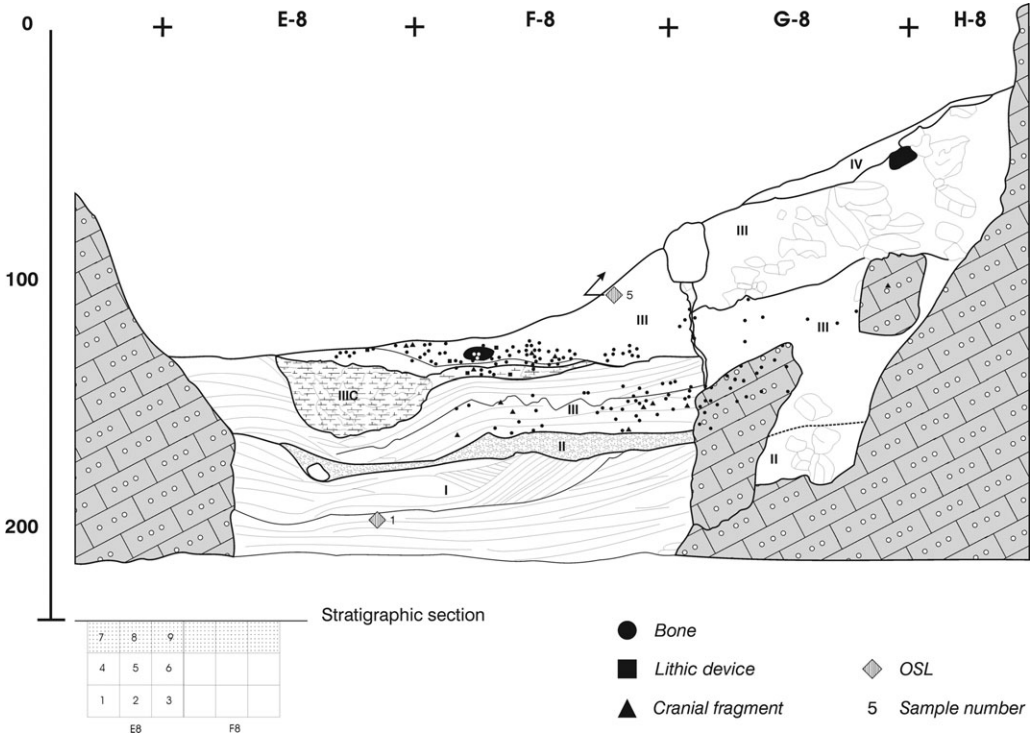 0 E-8 F-8 G-8 H-8
IV
III
100
5
III
III
IIIC
III
II
II
I
200
1
Stratigraphic section
7 8 9
4 5 6
1 2 3
E8 F8
Bone
Lithic device
OSL
Cranial fragment
5 Sample number